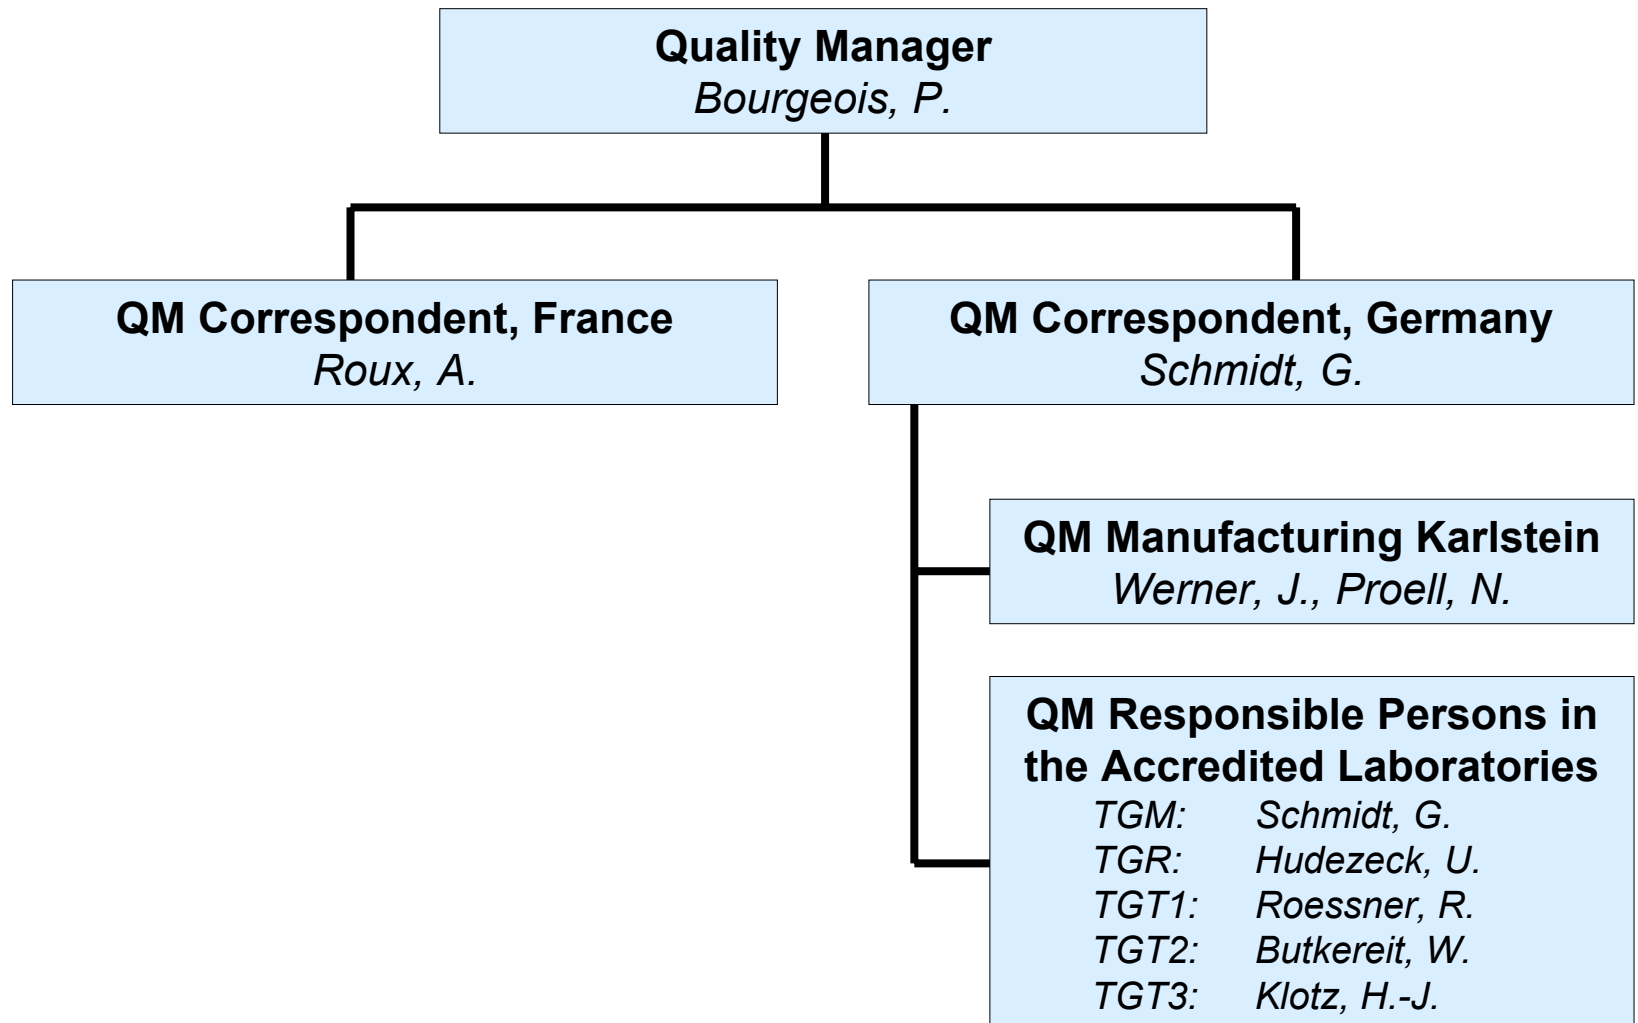 Quality Manager
Bourgeois, P.
QM Correspondent, France
Roux, A.
QM Correspondent, Germany
Schmidt, G.
QM Manufacturing Karlstein
Werner, J., Proell, N.
QM Responsible Persons in
the Accredited Laboratories
TGM: Schmidt, G.
TGR: Hudezeck, U.
TGT1: Roessner, R.
TGT2: Butkereit, W.
TGT3: Klotz, H.-J.